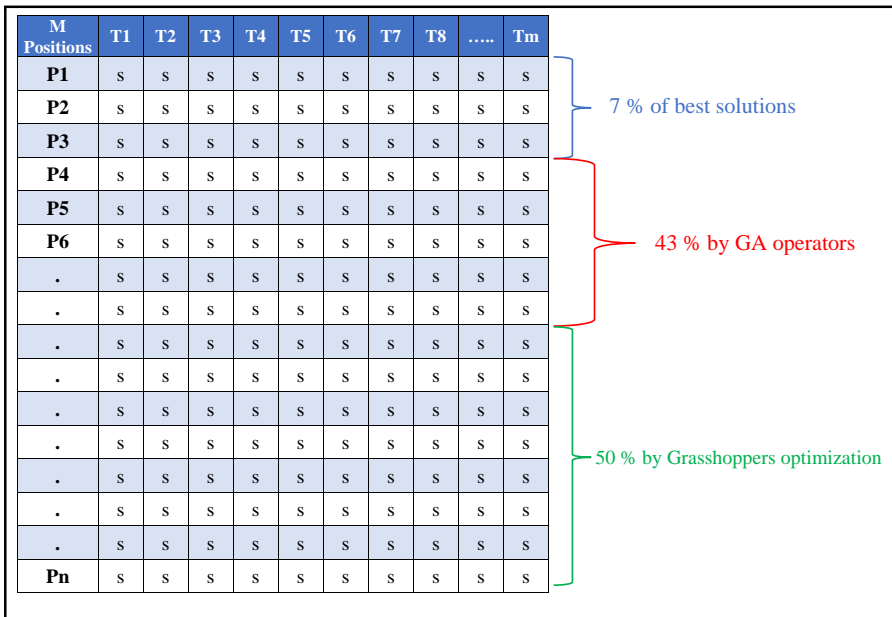 M Positions T1 T2 T3 T4 T5 T6 T7 T8 ….. Tm
P1 s s s s s s s s s s
P2 s s s s s s s s s s
P3 s s s s s s s s s s
7 % of best solutions
P4 s s s s s s s s s s
P5 s s s s s s s s s s
P6 s s s s s s s s s s
43 % by GA operators
. s s s s s s s s s s
. s s s s s s s s s s
. s s s s s s s s s s
. s s s s s s s s s s
. s s s s s s s s s s
. s s s s s s s s s s
50 % by Grasshoppers optimization
. s s s s s s s s s s
. s s s s s s s s s s
. s s s s s s s s s s
Pn s s s s s s s s s s